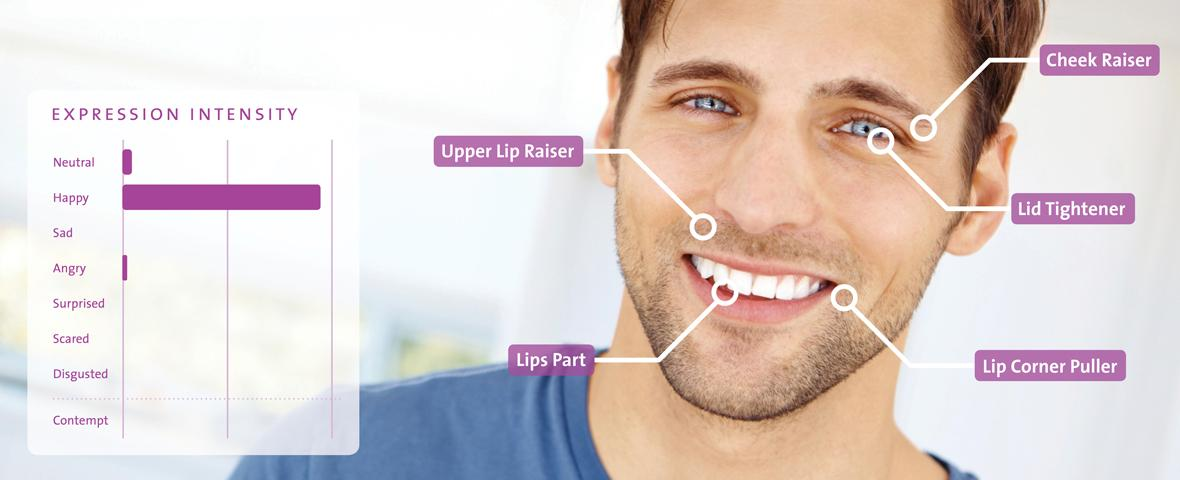 EXPRESSION INTENSITY
Neutral
Happy
Sad
Angry
Surprised
Scared
Disgusted
Contempt
Cheek Raiser
Upper Lip Raiser
Lid Tightener
Lips Part
Lip Corner Puller